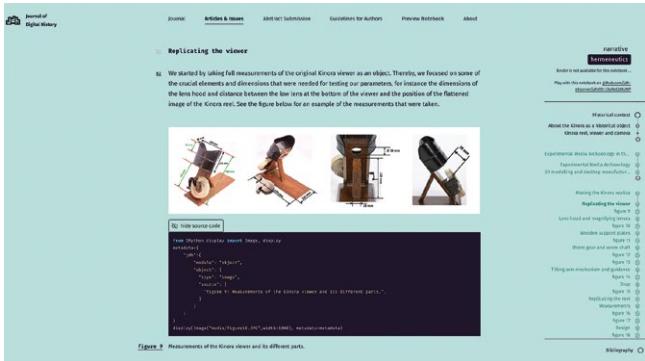 Journal of
Digital History
Journal
Articles & Issues
Abstract Submission
Guidelines for Authors
Preview Notebook
About
narrative
hermeneutics
Binder is not available for this notebook...
Replicating the viewer
We started by taking full measurements of the original Kinora viewer as an object. Thereby, we focused on some of
the crucial elements and dimensions that were needed for testing our parameters, for instance the dimensions of
the lens hood and distance between the low lens at the bottom of the viewer and the position of the flattened
image of the Kinora reel. See the figure below for an example of the measurements that were taken.
hide source code
from IPython.display import Image, display
metadata={
"jdh":{
"module": "object",
"object": {
"type": "image",
"source": [
"Figure 9: Measurements of the Kinora viewer and its different parts.",
]
}
}
}
Figure 9
Measurements of the Kinora viewer and its different parts.
Historical context
About the Kinora as a historical object
Kinora reel, viewer and camera
Experimental Media Archaeology in th...
Experimental Media Archaeology
3D modelling and desktop manufactur...
Making the Kinora replica
Replicating the viewer
figure 9
Lens hood and magnifying lenses
figure 10
Wooden support plates
figure 11
Worm gear and worm shaft
figure 12
figure 13
Tilting axis mechanism and guidance
figure 14
Stop
figure 15
Replicating the reel
Measurements
figure 16
figure 17
Design
figure 18
Bibliography